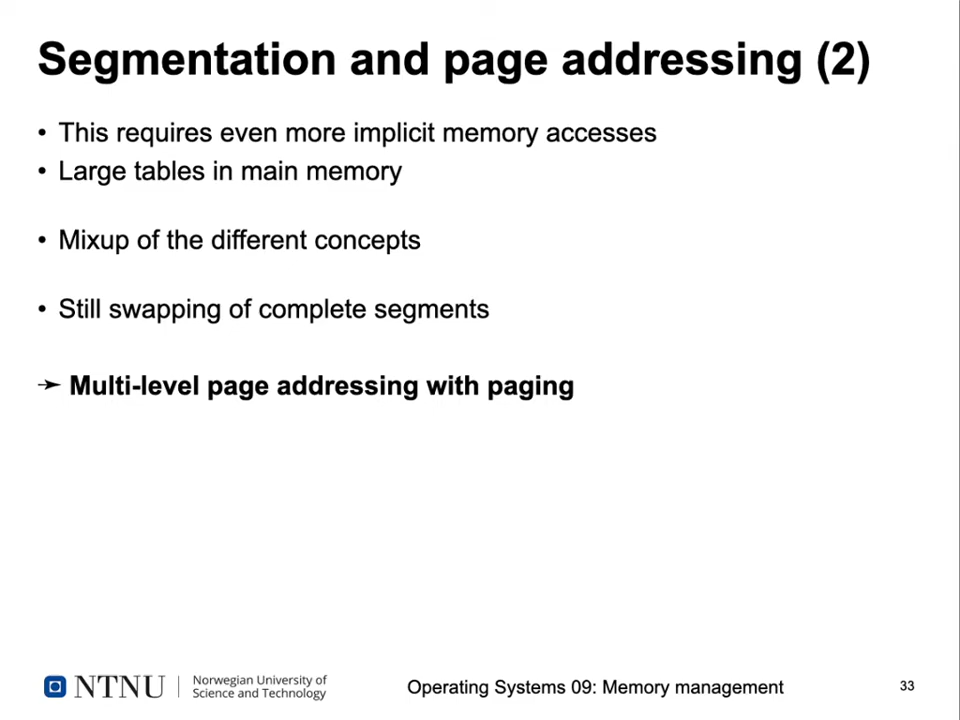 Segmentation and page addressing (2)
• This requires even more implicit memory accesses
• Large tables in main memory
• Mixup of the different concepts
• Still swapping of complete segments
➛ Multi-level page addressing with paging
NTNU
Norwegian University of
Science and Technology
Operating Systems 09: Memory management
33